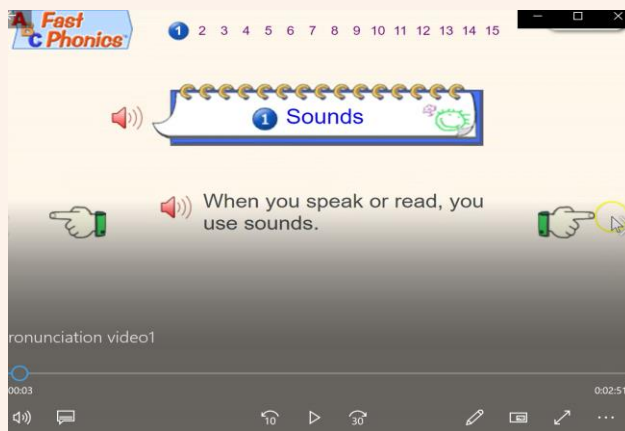 A Fast
C Phonics
1 2 3 4 5 6 7 8 9 10 11 12 13 14 15
1 Sounds
When you speak or read, you
use sounds.
ronunciation video1
00:03 0:02:51
10 30